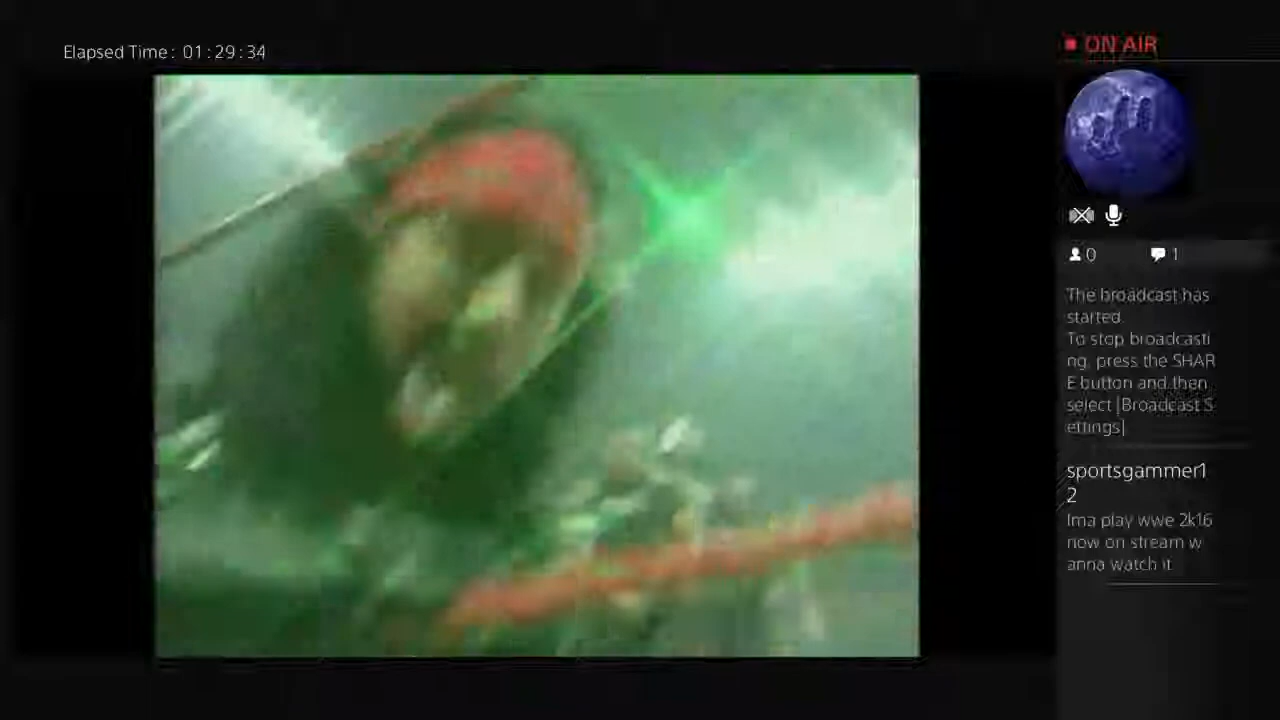 Elapsed Time: 01:29:34
ON AIR
0
1
The broadcast has
started.
To stop broadcasti
ng, press the SHAR
E button and then
select [Broadcast S
ettings]
sportsgammer1
2
Ima play wwe 2k16
now on stream w
anna watch it